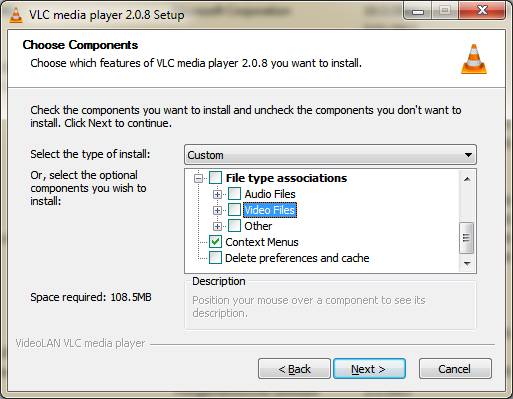 VLC media player 2.0.8 Setup
Choose Components
Choose which features of VLC media player 2.0.8 you want to install.
Check the components you want to install and uncheck the components you don't want to
install. Click Next to continue.
Select the type of install:
Custom
Or, select the optional
components you wish to
install:
File type associations
Audio Files
Video Files
Other
Context Menus
Delete preferences and cache
Space required: 108.5MB
Description
Position your mouse over a component to see its
description.
VideoLAN VLC media player
< Back
Next >
Cancel